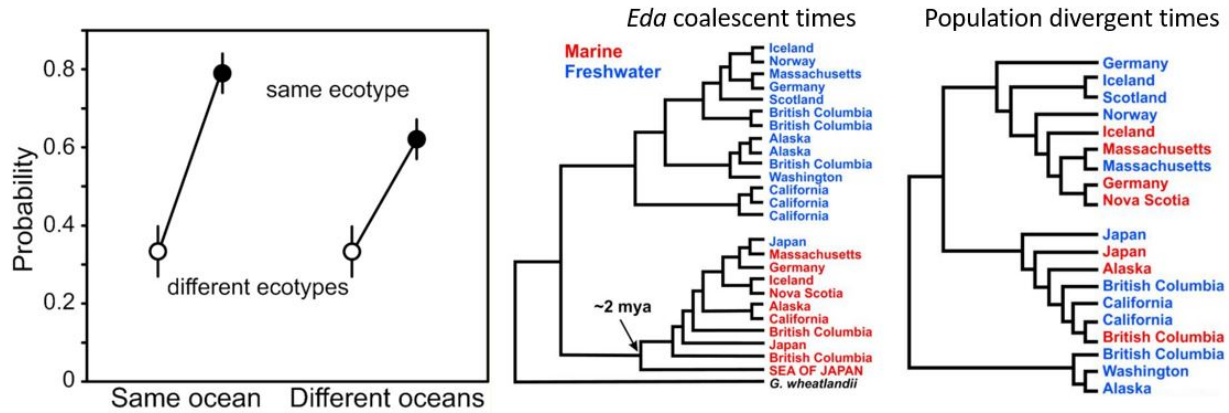 Probability
0.8
0.6
0.4
0.2
0
same ecotype
different ecotypes
Same ocean
Different oceans
Eda coalescent times
Marine
Freshwater
Iceland
Norway
Massachusetts
Germany
Scotland
British Columbia
British Columbia
Alaska
Alaska
British Columbia
Washington
California
California
California
Japan
Massachusetts
Germany
Iceland
Nova Scotia
Alaska
California
British Columbia
Japan
British Columbia
SEA OF JAPAN
G. wheatlandii
~2 mya
Population divergent times
Germany
Iceland
Scotland
Norway
Iceland
Massachusetts
Massachusetts
Germany
Nova Scotia
Japan
Japan
Alaska
British Columbia
California
California
British Columbia
British Columbia
Washington
Alaska